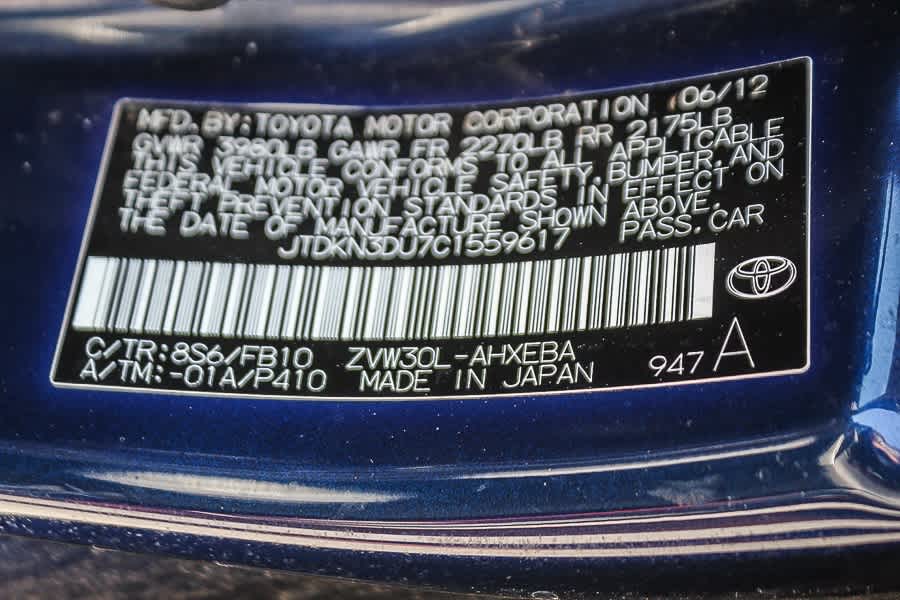 MFD. BY: TOYOTA MOTOR CORPORATION 06/12
GVWR 3980LB GAWR FR 2270LB RR 2175LB
THIS VEHICLE CONFORMS TO ALL APPLICABLE
FEDERAL MOTOR VEHICLE SAFETY, BUMPER, AND
THEFT PREVENTION STANDARDS IN EFFECT ON
THE DATE OF MANUFACTURE SHOWN ABOVE.
JTDKN3DU7C1559617 PASS. CAR
C/TR: 8S6/FB10 ZVW30L-AHXEBA
A/TM: -01A/P410 MADE IN JAPAN 947 A